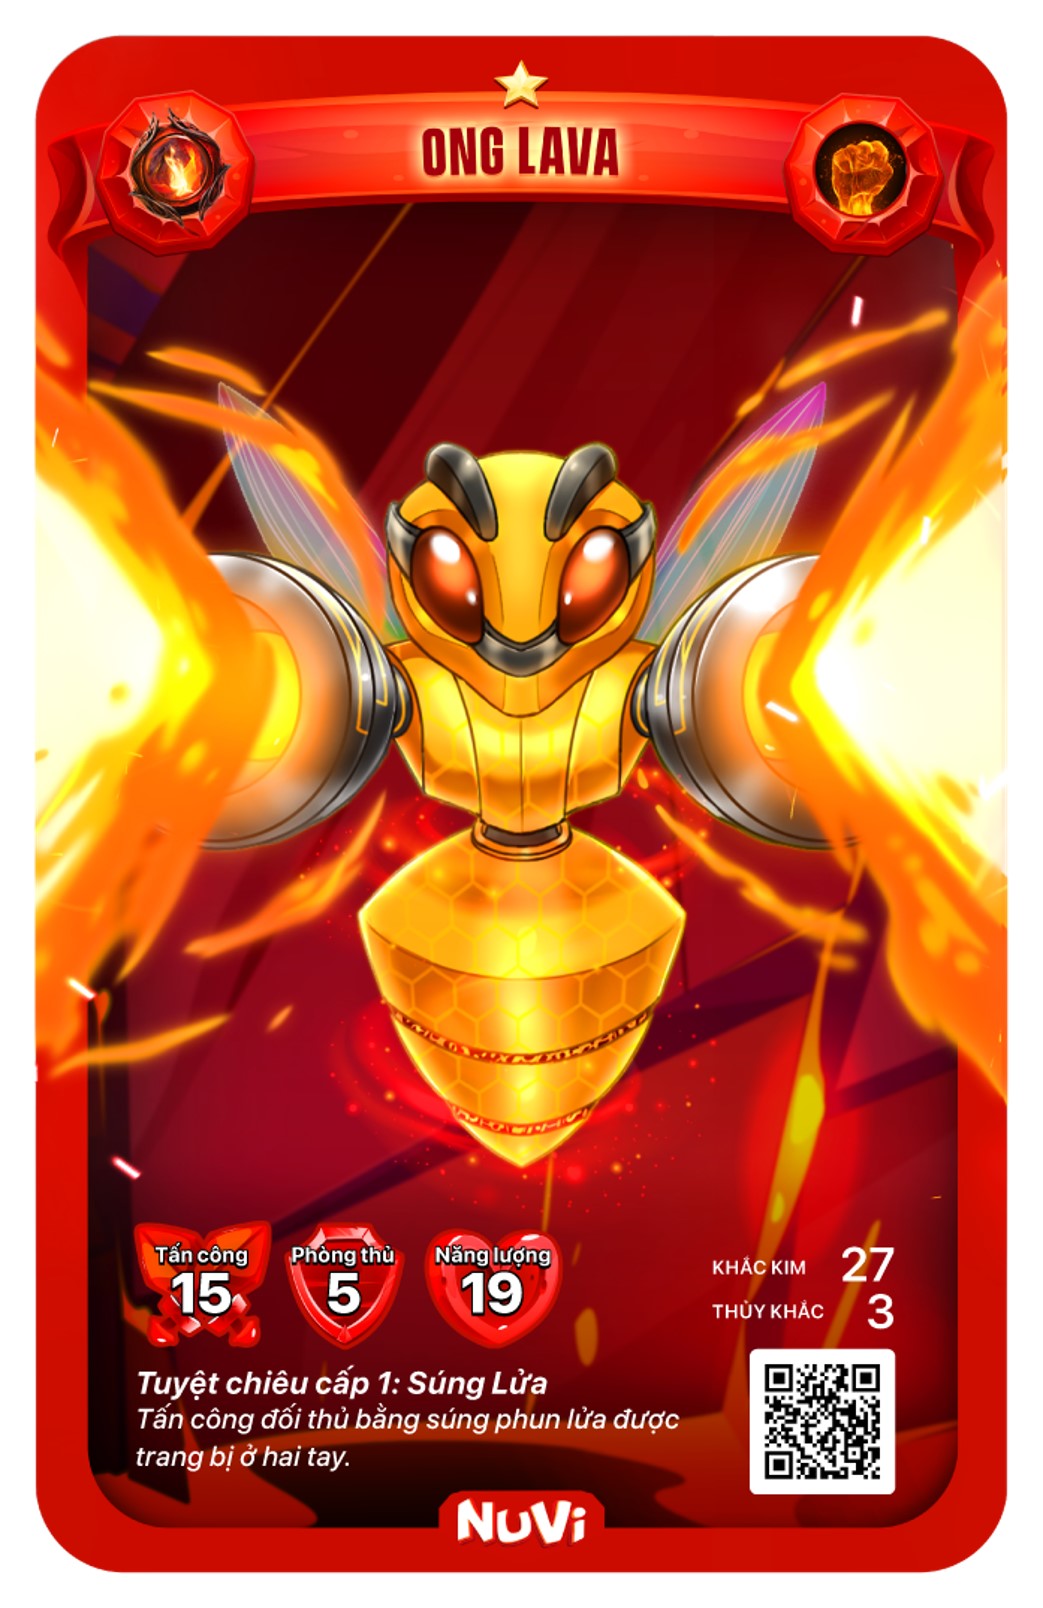 ONG LAVA
Tấn công
15
Phòng thủ
5
Năng lượng
19
KHẮC KIM 27
THỦY KHẮC 3
Tuyệt chiêu cấp 1: Súng Lửa
Tấn công đối thủ bằng súng phun lửa được
trang bị ở hai tay.
NUVi